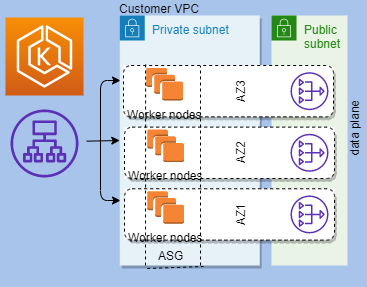 Customer VPC
Private subnet
Public
subnet
K
AZ3
Worker nodes
AZ2
Worker nodes
AZ1
Worker nodes
ASG
data plane